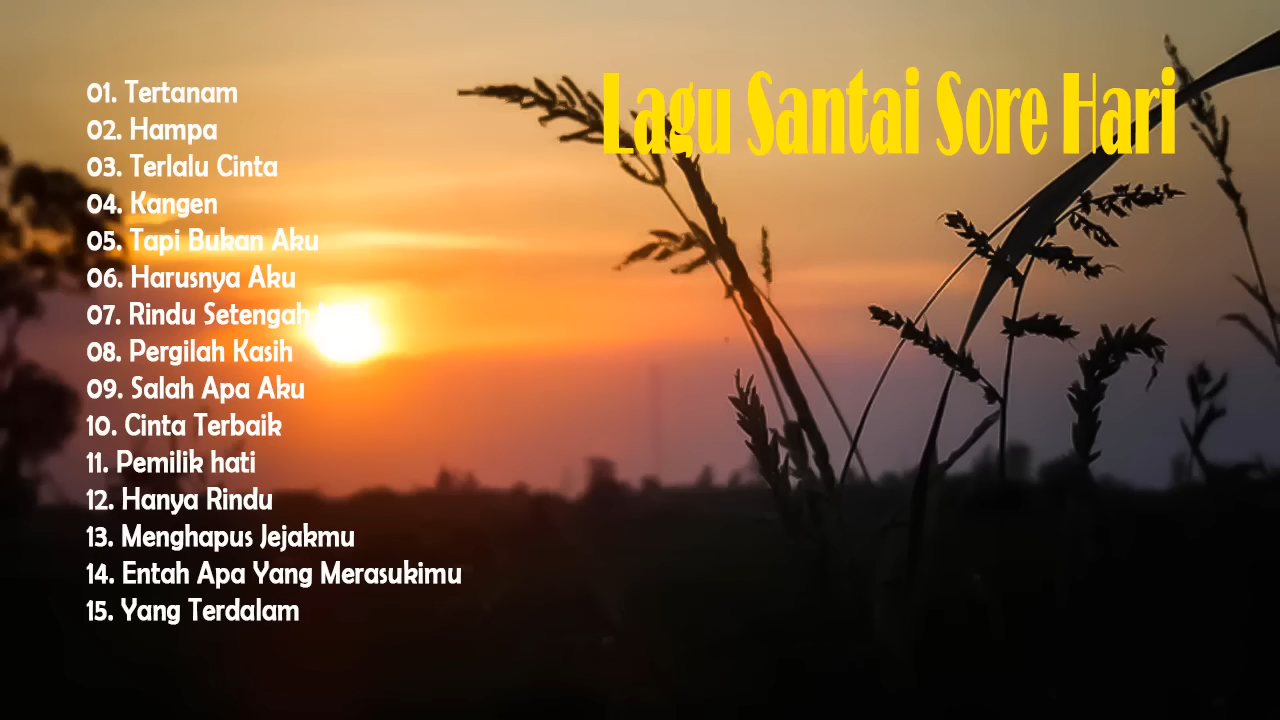 Lagu Santai Sore Hari
01. Tertanam
02. Hampa
03. Terlalu Cinta
04. Kangen
05. Tapi Bukan Aku
06. Harusnya Aku
07. Rindu Setengah
08. Pergilah Kasih
09. Salah Apa Aku
10. Cinta Terbaik
11. Pemilik hati
12. Hanya Rindu
13. Menghapus Jejakmu
14. Entah Apa Yang Merasukimu
15. Yang Terdalam